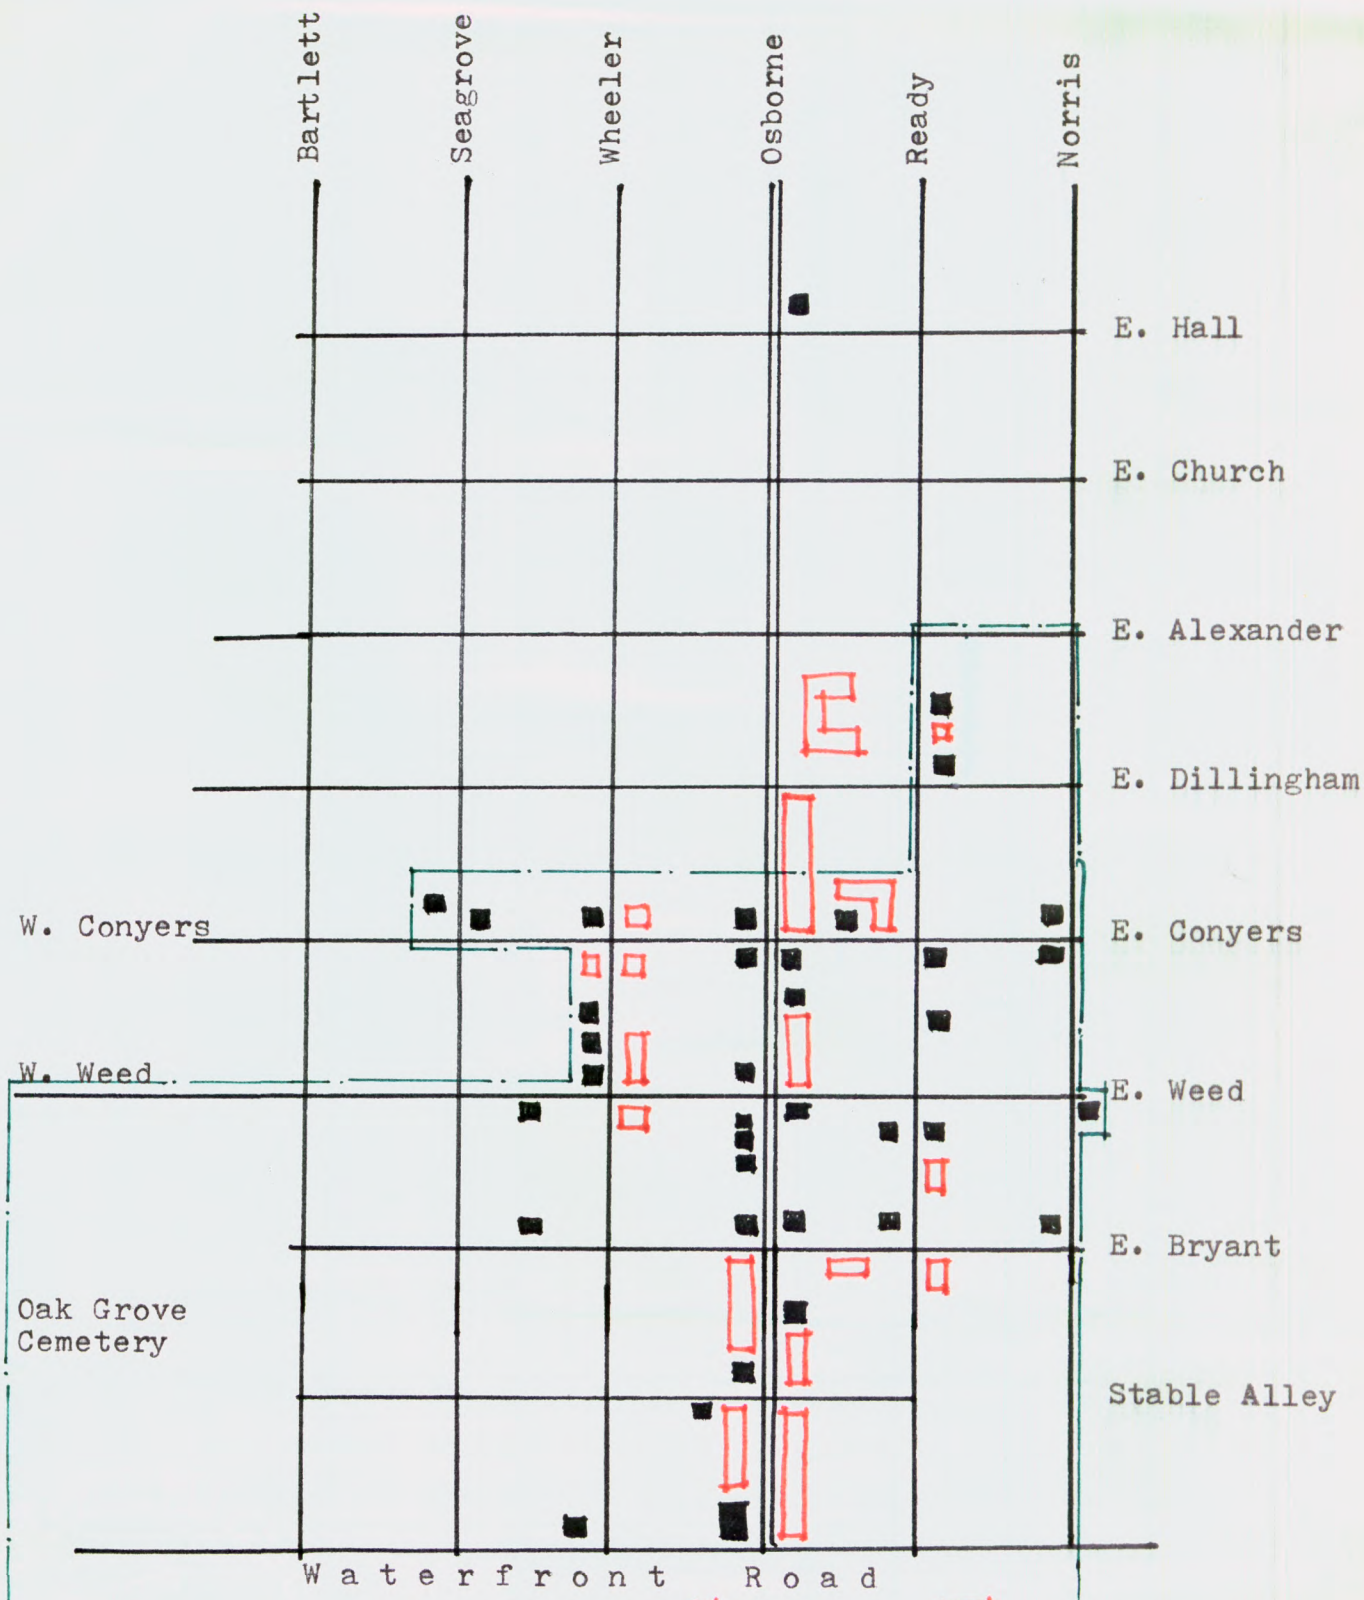 Bartlett
Seagrove
Wheeler
Osborne
Ready
Norris
E. Hall
E. Church
E. Alexander
E. Dillingham
W. Conyers
E. Conyers
W. Weed
E. Weed
E. Bryant
Oak Grove
Cemetery
Stable Alley
Waterfront Road